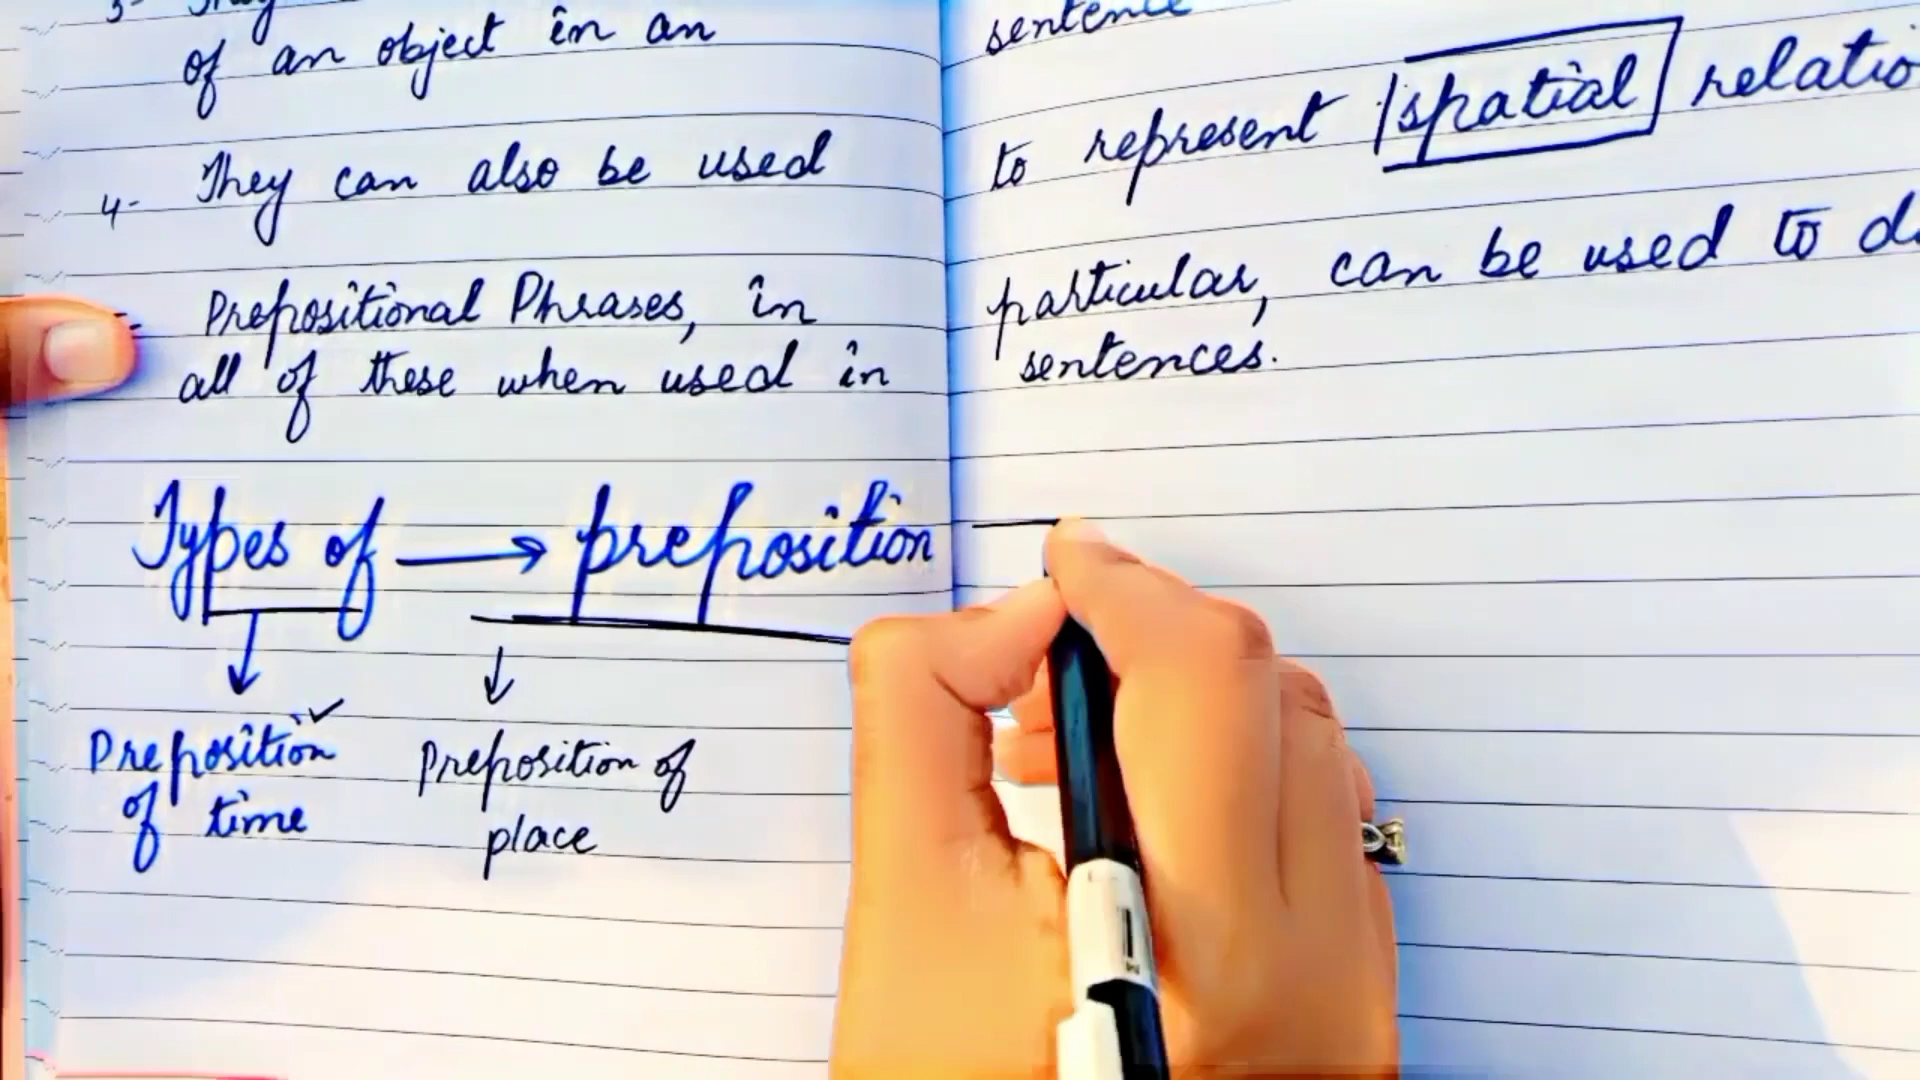 of an object in an
4- They can also be used
Prepositional Phrases, in
all of these when used in
Types of → preposition
Preposition
of time
Preposition of
place
sentence
to represent spatial
particular, can be used to
sentences.